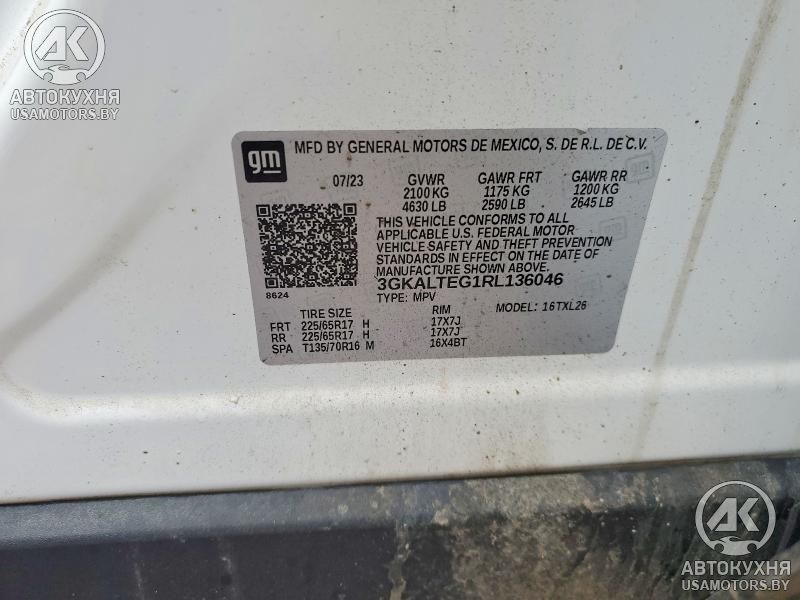 АК
АВТОКУХНЯ
USAMOTORS.BY
gm
MFD BY GENERAL MOTORS DE MEXICO, S. DE R.L. DE C.V.
07/23 GVWR GAWR FRT GAWR RR
2100 KG 1175 KG 1200 KG
4630 LB 2590 LB 2645 LB
THIS VEHICLE CONFORMS TO ALL
APPLICABLE U.S. FEDERAL MOTOR
VEHICLE SAFETY AND THEFT PREVENTION
STANDARDS IN EFFECT ON THE DATE OF
MANUFACTURE SHOWN ABOVE.
8624
3GKALTEG1RL136046
TYPE: MPV MODEL: 16TXL26
TIRE SIZE RIM
FRT 225/65R17 H 17X7J
RR 225/65R17 H 17X7J
SPA T135/70R16 M 16X4BT
АК
АВТОКУХНЯ
USAMOTORS.BY